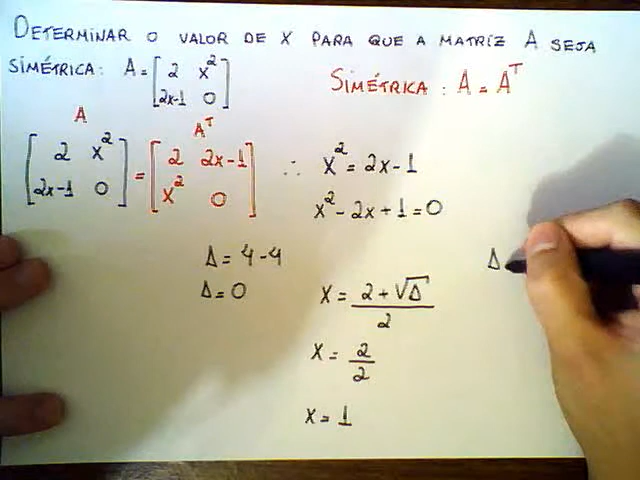 DETERMINAR O VALOR DE X PARA QUE A MATRIZ A SEJA
SIMÉTRICA: A = [2 x²
2x-1 0]
SIMÉTRICA: A = Aᵀ
A
Aᵀ
[2 x²
2x-1 0] = [2 2x-1
x² 0]
∴ x² = 2x - 1
x² - 2x + 1 = 0
Δ = 4 - 4
Δ = 0
X = 2 + √Δ
2
X = 2
2
X = 1
Δ